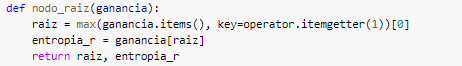 def nodo_raiz(ganancia):
    raiz = max(ganancia.items(), key=operator.itemgetter(1))[0]
    entropia_r = ganancia[raiz]
    return raiz, entropia_r